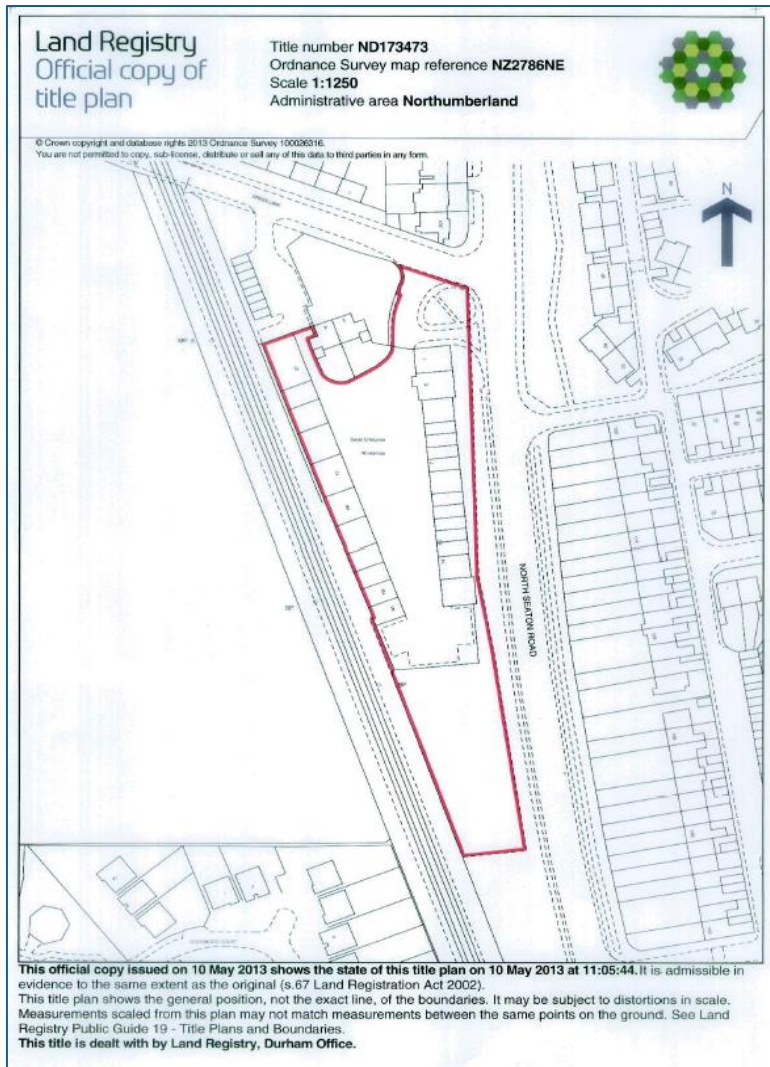 Land Registry
Official copy of
title plan
Title number ND173473
Ordnance Survey map reference NZ2786NE
Scale 1:1250
Administrative area Northumberland
© Crown copyright and database rights 2013 Ordnance Survey 100026316.
You are not permitted to copy, sub-license, distribute or sell any of this data to third parties in any form.
N
NORTH SEATON ROAD
This official copy issued on 10 May 2013 shows the state of this title plan on 10 May 2013 at 11:05:44. It is admissible in
evidence to the same extent as the original (s.67 Land Registration Act 2002).
This title plan shows the general position, not the exact line, of the boundaries. It may be subject to distortions in scale.
Measurements scaled from this plan may not match measurements between the same points on the ground. See Land
Registry Public Guide 19 - Title Plans and Boundaries.
This title is dealt with by Land Registry, Durham Office.